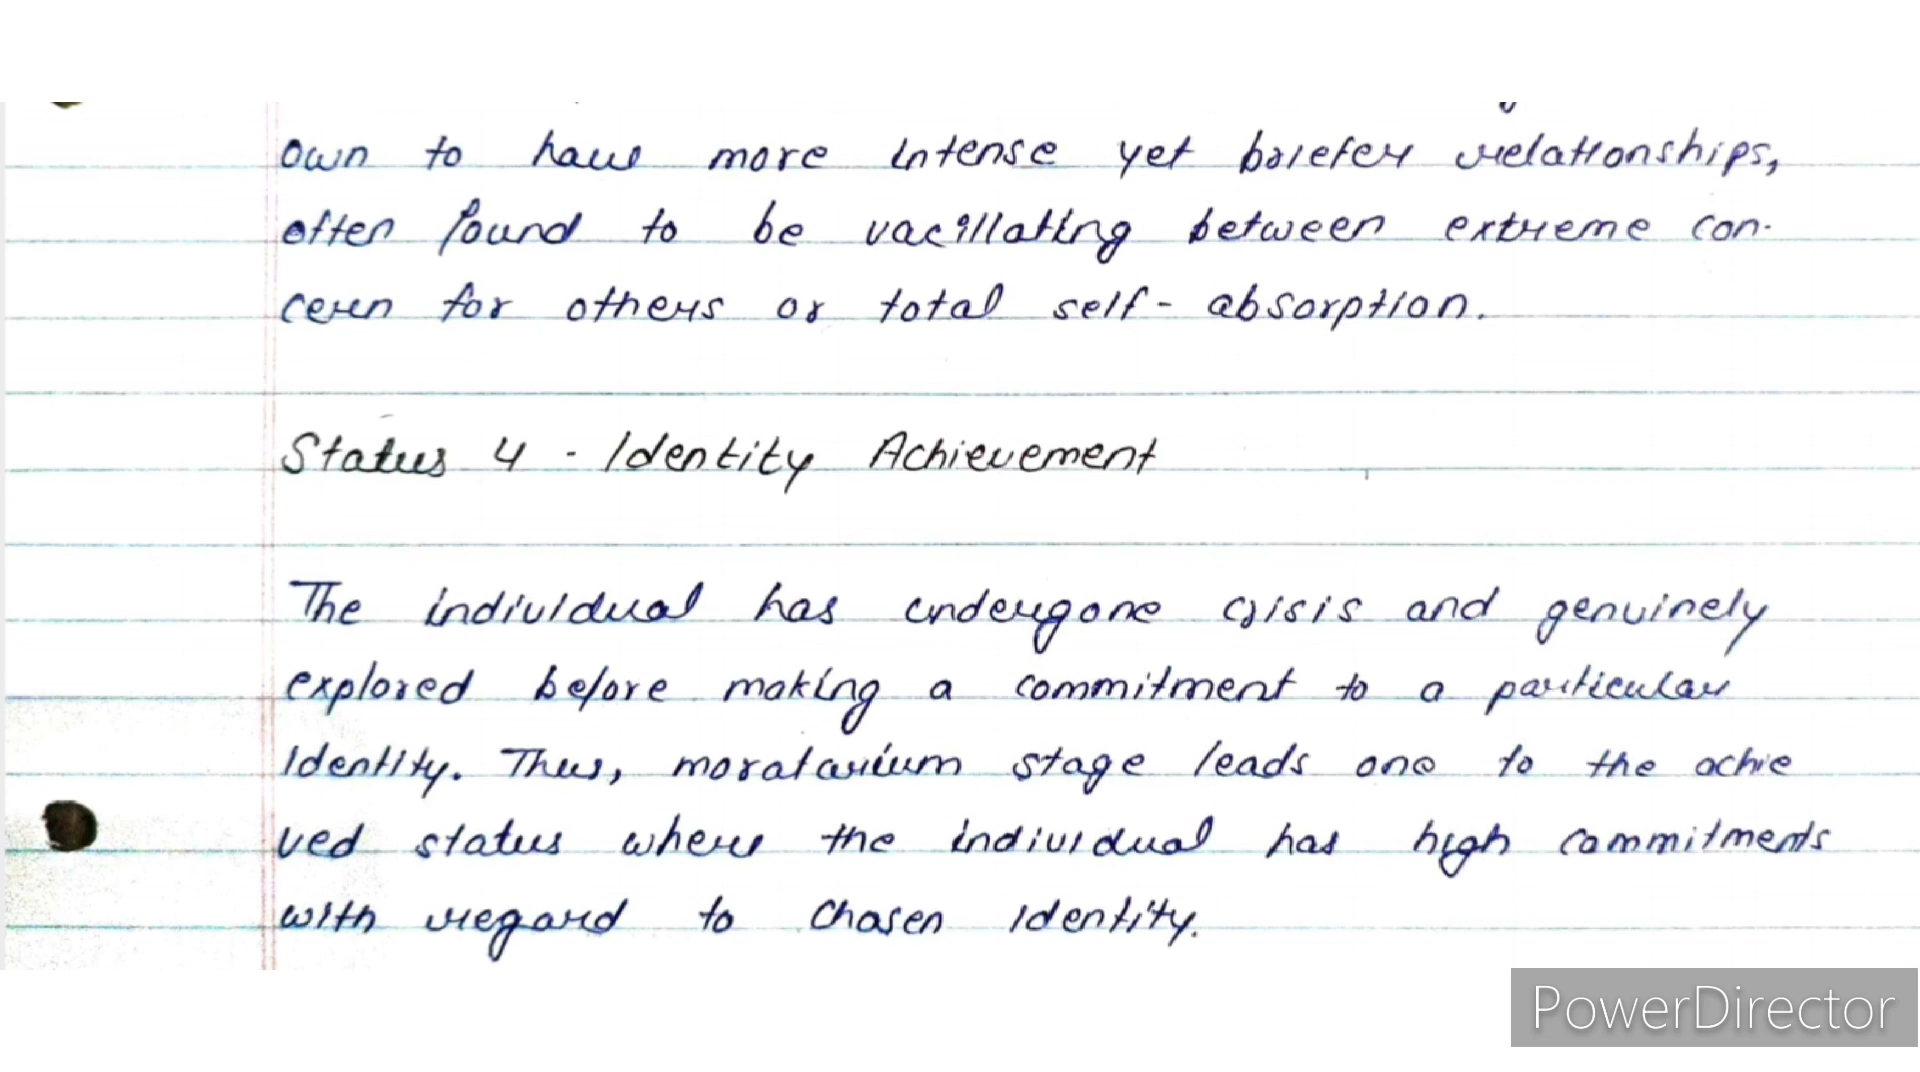 own to have more intense yet briefer relationships,
often found to be vacillating between extreme con-
cern for others or total self-absorption.
Status 4 - Identity Achievement
The individual has undergone crisis and genuinely
explored before making a commitment to a particular
identity. Thus, moratorium stage leads one to the achie
ved status where the individual has high commitments
with regard to chosen identity.
PowerDirector